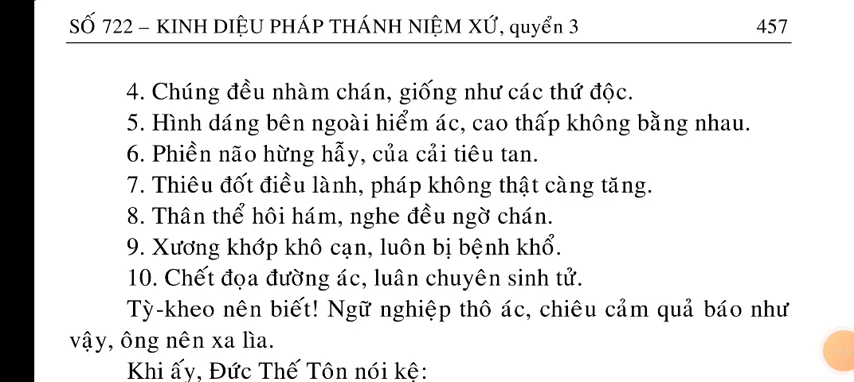 SỐ 722 – KINH DIỆU PHÁP THÁNH NIỆM XỨ, quyển 3 457
4. Chúng đều nhàm chán, giống như các thứ độc.
5. Hình dáng bên ngoài hiểm ác, cao thấp không bằng nhau.
6. Phiền não hừng hẫy, của cải tiêu tan.
7. Thiêu đốt điều lành, pháp không thật càng tăng.
8. Thân thể hôi hám, nghe đều ngờ chán.
9. Xương khớp khô cạn, luôn bị bệnh khổ.
10. Chết đọa đường ác, luân chuyên sinh tử.
Tỳ-kheo nên biết! Ngữ nghiệp thô ác, chiêu cảm quả báo như
vậy, ông nên xa lìa.
Khi ấy, Đức Thế Tôn nói kệ: